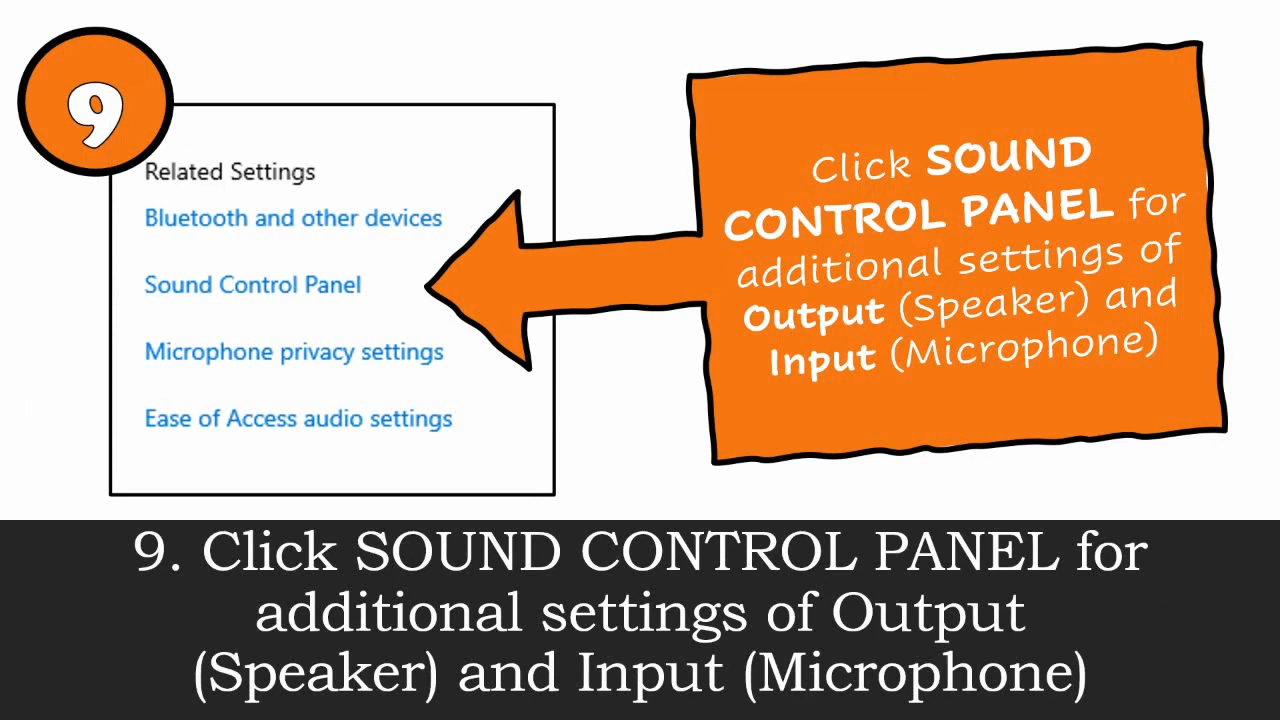 9
Related Settings
Bluetooth and other devices
Sound Control Panel
Microphone privacy settings
Ease of Access audio settings
Click SOUND
CONTROL PANEL for
additional settings of
Output (Speaker) and
Input (Microphone)
9. Click SOUND CONTROL PANEL for
additional settings of Output
(Speaker) and Input (Microphone)